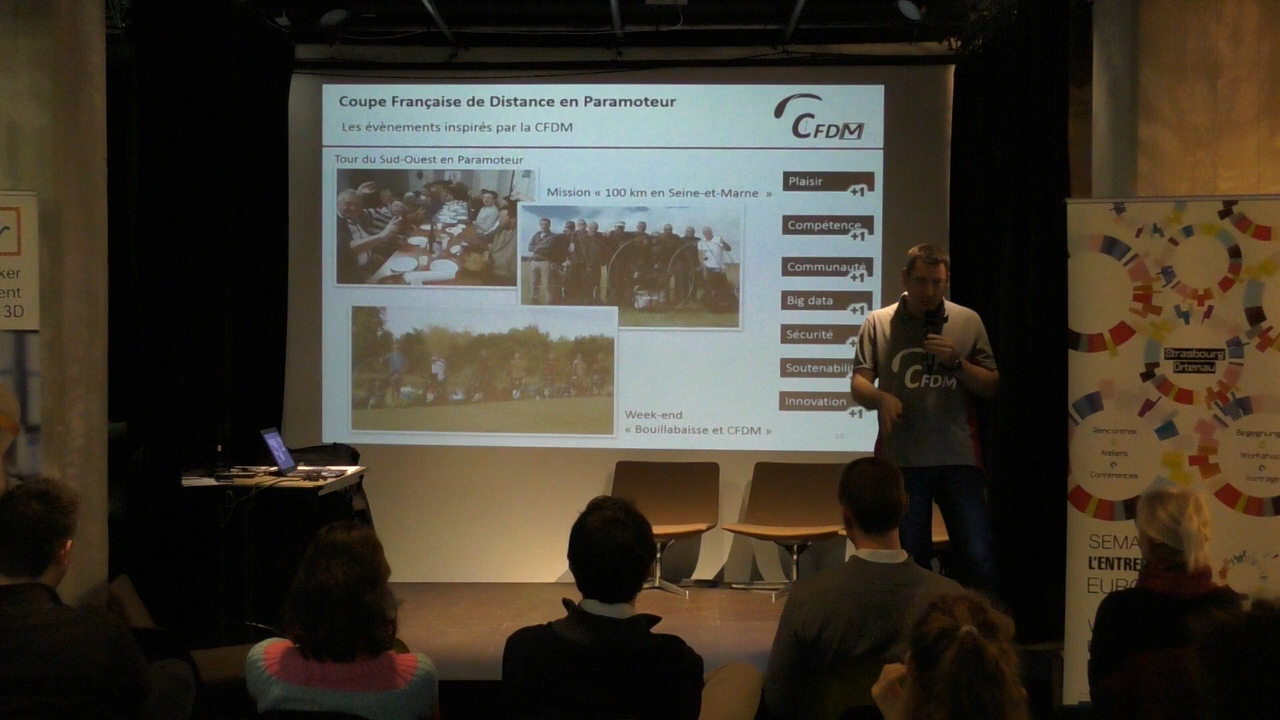 Coupe Française de Distance en Paramoteur
Les évènements inspirés par la CFDM
CFDM
Tour du Sud-Ouest en Paramoteur
Mission « 100 km en Seine-et-Marne »
Plaisir
+1
Compétence
+1
Communauté
+1
Big data
+1
Sécurité
Soutenabili
Innovation
+1
Week-end
« Bouillabaisse et CFDM »
CFDM
ker
ent
3D
Strasbourg
Ortenau
Rencontres
Ateliers
Conférences
Workshop
SEMA
L'ENTRE
EURO